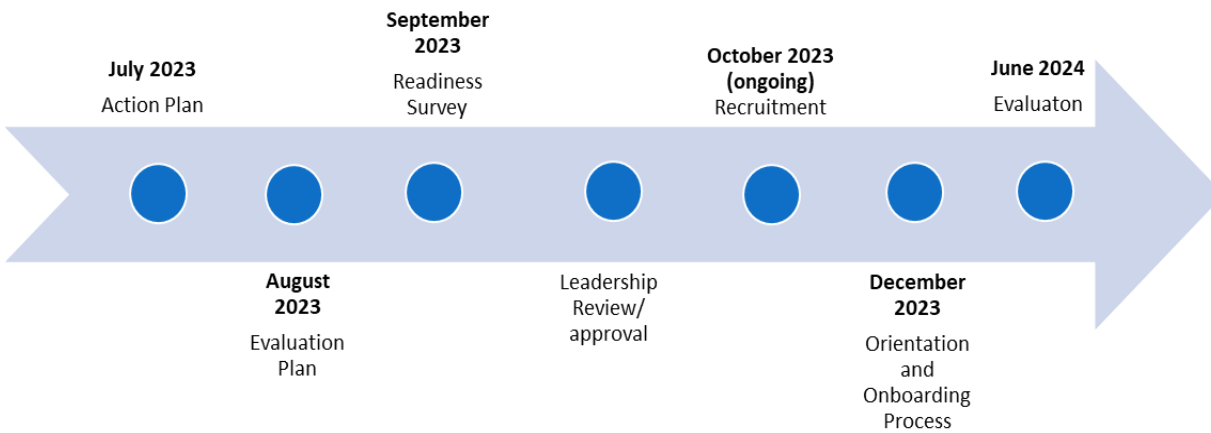 July 2023
Action Plan
August
2023
Evaluation
Plan
September
2023
Readiness
Survey
Leadership
Review/
approval
October 2023
(ongoing)
Recruitment
December
2023
Orientation
and
Onboarding
Process
June 2024
Evaluaton